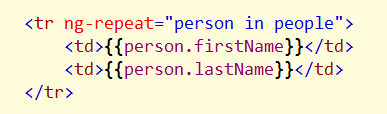 <tr ng-repeat="person in people">
    <td>{{person.firstName}}</td>
    <td>{{person.lastName}}</td>
</tr>